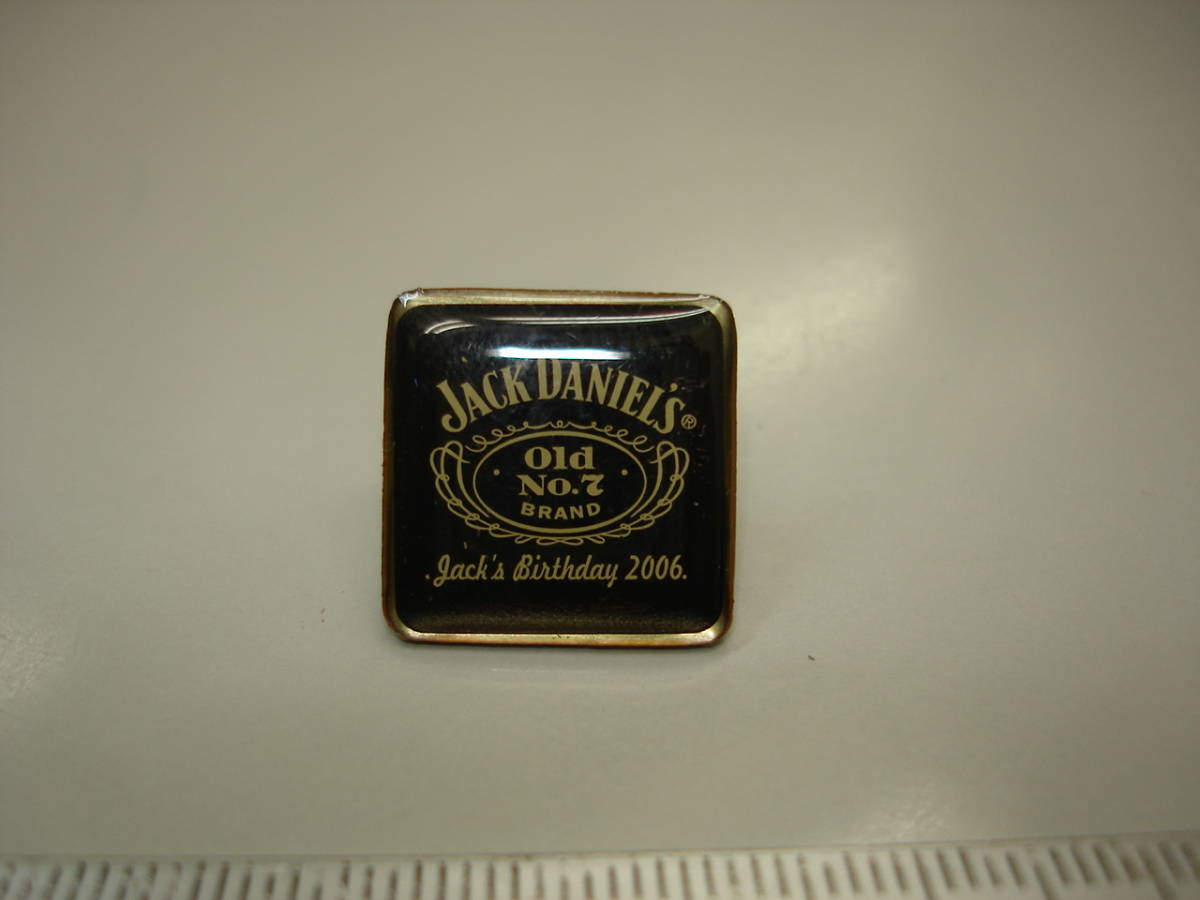 JACK DANIEL'S®
Old
No.7
BRAND
Jack's Birthday 2006.